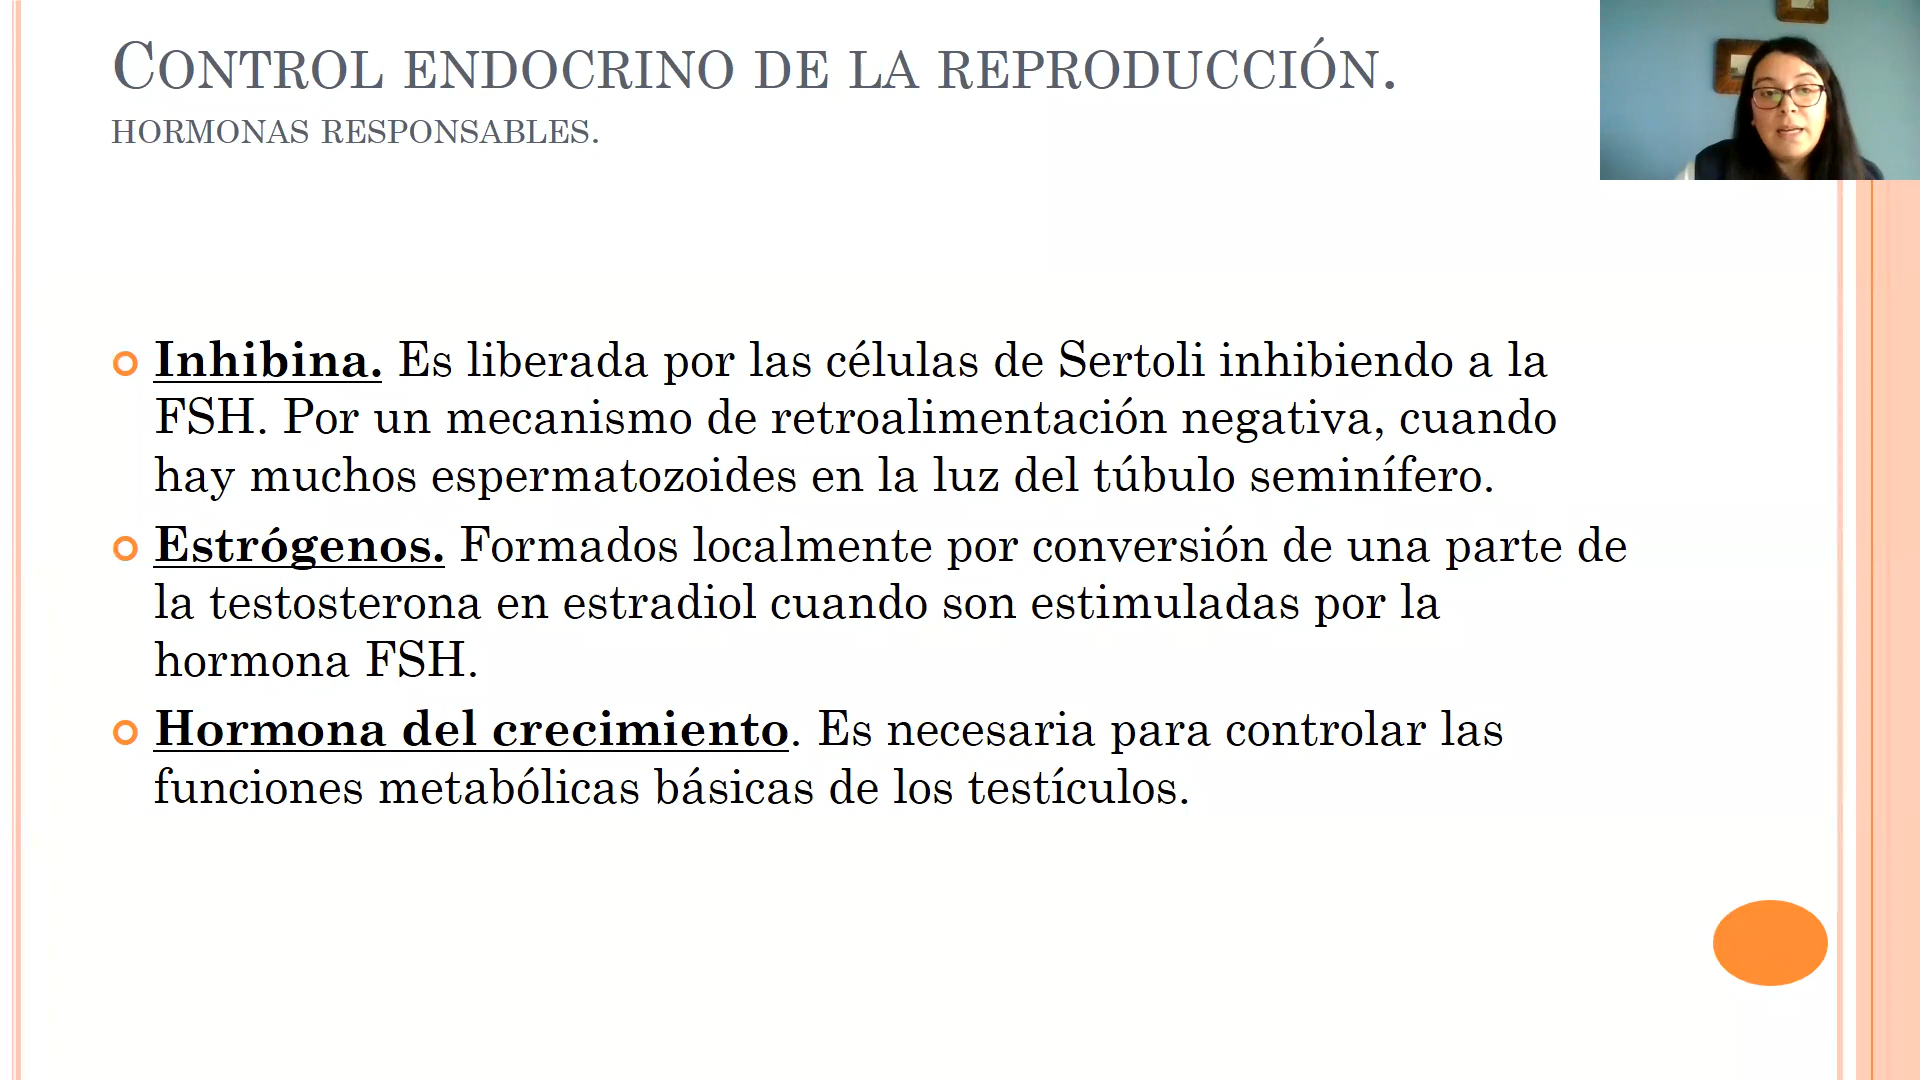 CONTROL ENDOCRINO DE LA REPRODUCCIÓN.
HORMONAS RESPONSABLES.
Inhibina. Es liberada por las células de Sertoli inhibiendo a la
FSH. Por un mecanismo de retroalimentación negativa, cuando
hay muchos espermatozoides en la luz del túbulo seminífero.
Estrógenos. Formados localmente por conversión de una parte de
la testosterona en estradiol cuando son estimuladas por la
hormona FSH.
Hormona del crecimiento. Es necesaria para controlar las
funciones metabólicas básicas de los testículos.